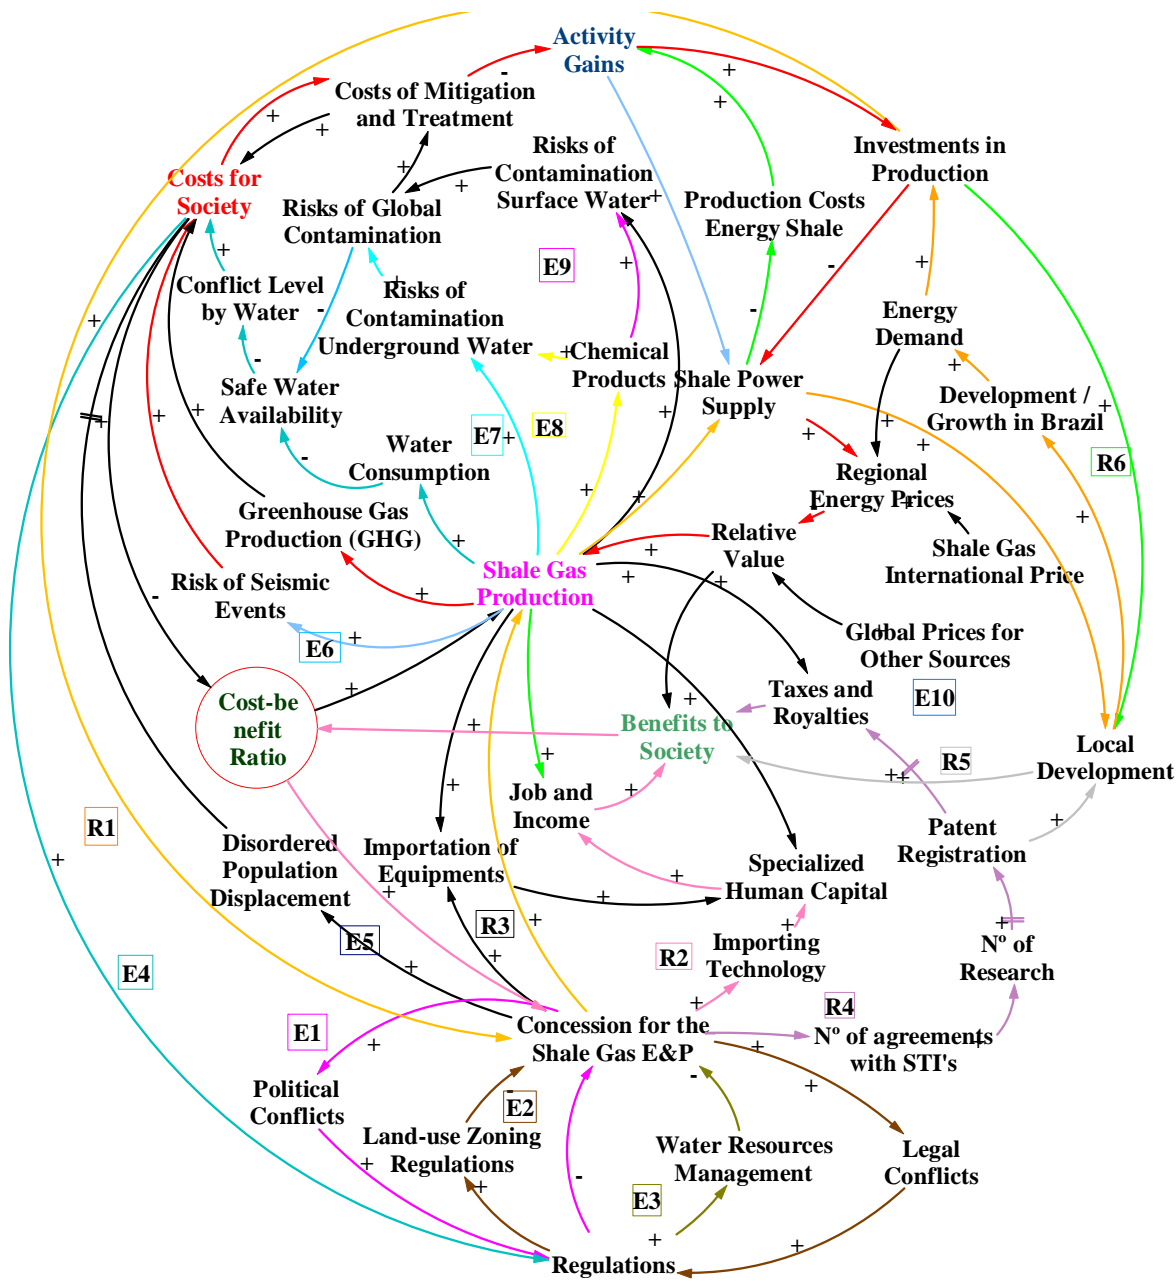 Activity
Gains
Costs of Mitigation
and Treatment
Risks of
Contamination
Surface Water
Investments in
Production
Costs for
Society
Risks of Global
Contamination
Production Costs
Energy Shale
E9
Conflict Level
by Water
Risks of
Contamination
Underground Water
Energy
Demand
Chemical
Products
Shale Power
Supply
Safe Water
Availability
Development /
Growth in Brazil
E7
E8
Water
Consumption
R6
Regional
Energy Prices
Greenhouse Gas
Production (GHG)
Relative
Value
Shale Gas
International Price
Shale Gas
Production
Risk of Seismic
Events
E6
Global Prices for
Other Sources
Cost-be
nefit
Ratio
Taxes and
Royalties
E10
Benefits to
Society
Local
Development
R5
Job and
Income
R1
Disordered
Population
Displacement
Importation of
Equipments
Patent
Registration
Specialized
Human Capital
R3
E5
R2
Importing
Technology
Nº of
Research
E4
R4
Concession for the
Shale Gas E&P
Nº of agreements
with STI's
E1
Political
Conflicts
E2
Land-use Zoning
Regulations
Water Resources
Management
Legal
Conflicts
E3
Regulations